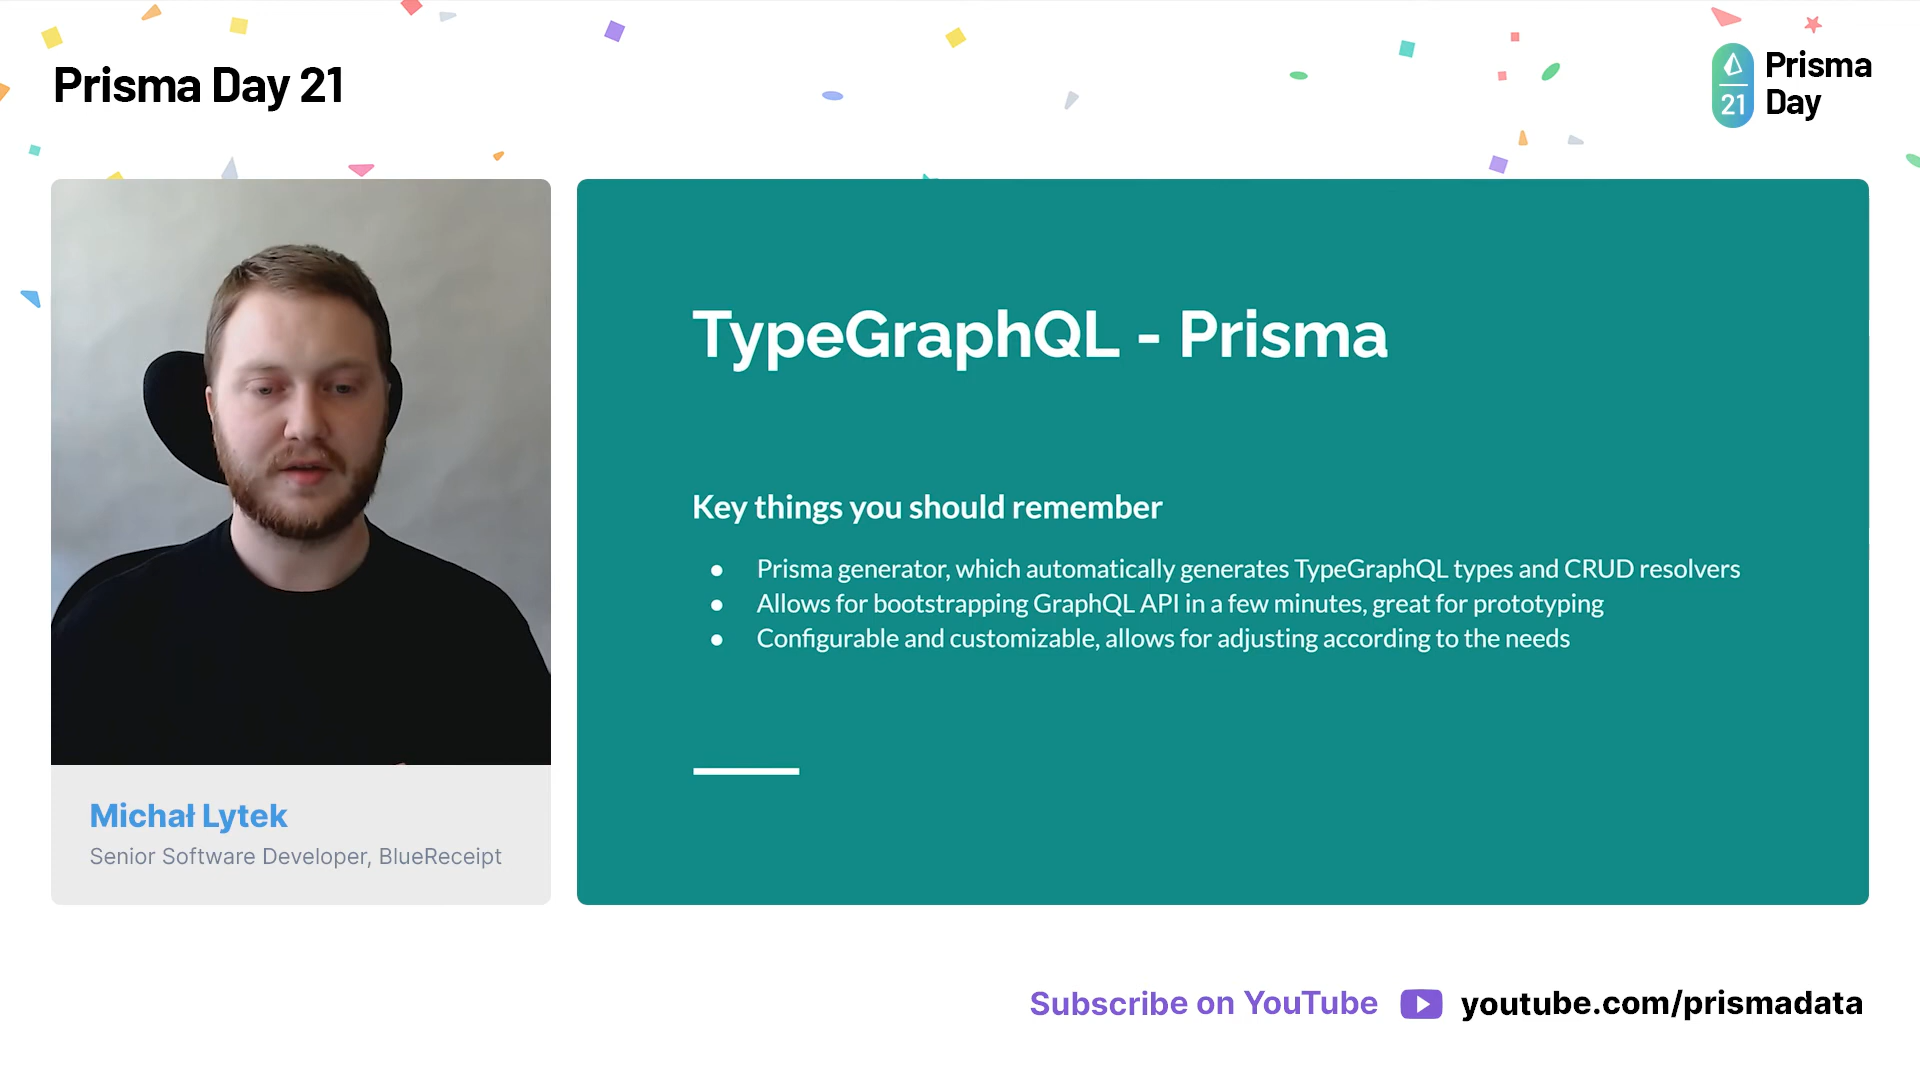 Prisma Day 21
21
Prisma
Day
TypeGraphQL - Prisma
Key things you should remember
● Prisma generator, which automatically generates TypeGraphQL types and CRUD resolvers
● Allows for bootstrapping GraphQL API in a few minutes, great for prototyping
● Configurable and customizable, allows for adjusting according to the needs
Michał Lytek
Senior Software Developer, BlueReceipt
Subscribe on YouTube youtube.com/prismadata